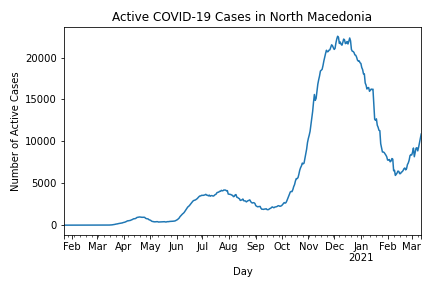 Active COVID-19 Cases in North Macedonia
Number of Active Cases
20000
15000
10000
5000
0
Feb Mar Apr May Jun Jul Aug Sep Oct Nov Dec Jan Feb Mar
2021
Day